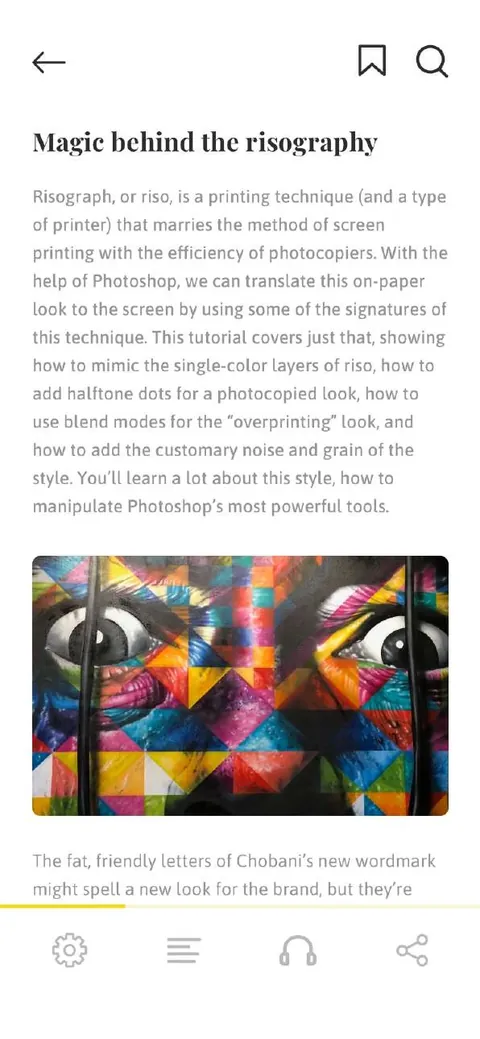 Magic behind the risography
Risograph, or riso, is a printing technique (and a type
of printer) that marries the method of screen
printing with the efficiency of photocopiers. With the
help of Photoshop, we can translate this on-paper
look to the screen by using some of the signatures of
this technique. This tutorial covers just that, showing
how to mimic the single-color layers of riso, how to
add halftone dots for a photocopied look, how to
use blend modes for the “overprinting” look, and
how to add the customary noise and grain of the
style. You’ll learn a lot about this style, how to
manipulate Photoshop’s most powerful tools.
The fat, friendly letters of Chobani’s new wordmark
might spell a new look for the brand, but they’re